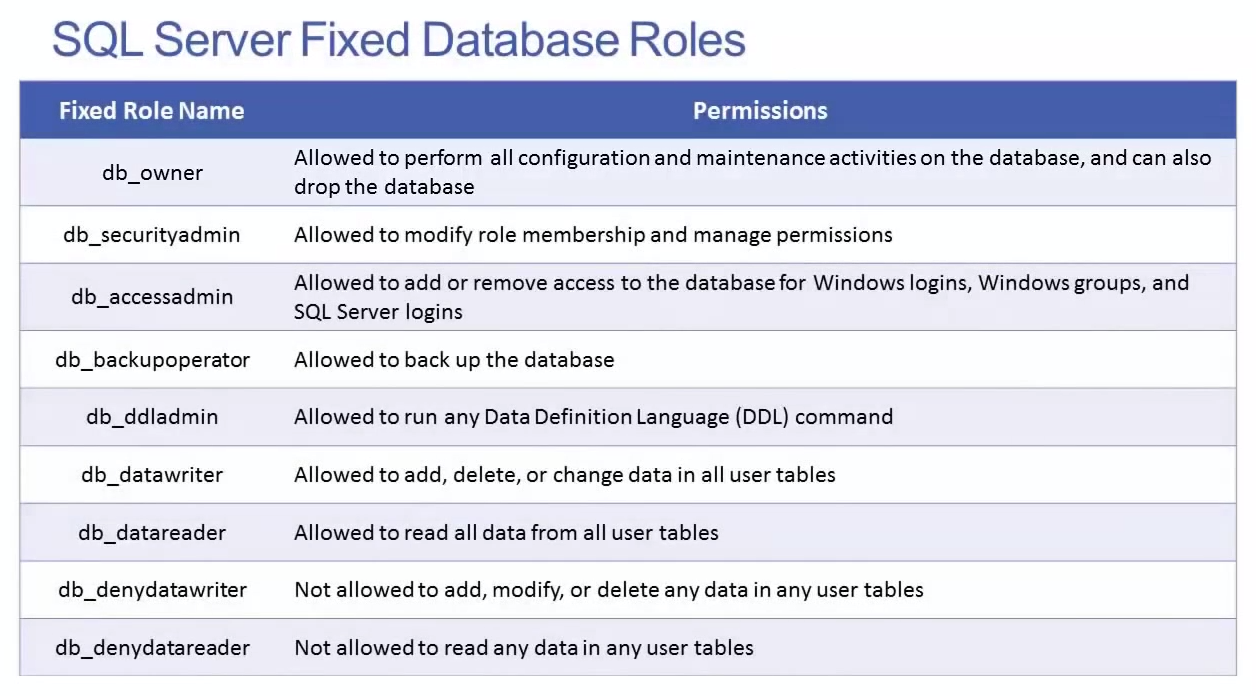 SQL Server Fixed Database Roles
Fixed Role Name Permissions
db_owner Allowed to perform all configuration and maintenance activities on the database, and can also
drop the database
db_securityadmin Allowed to modify role membership and manage permissions
db_accessadmin Allowed to add or remove access to the database for Windows logins, Windows groups, and
SQL Server logins
db_backupoperator Allowed to back up the database
db_ddladmin Allowed to run any Data Definition Language (DDL) command
db_datawriter Allowed to add, delete, or change data in all user tables
db_datareader Allowed to read all data from all user tables
db_denydatawriter Not allowed to add, modify, or delete any data in any user tables
db_denydatareader Not allowed to read any data in any user tables